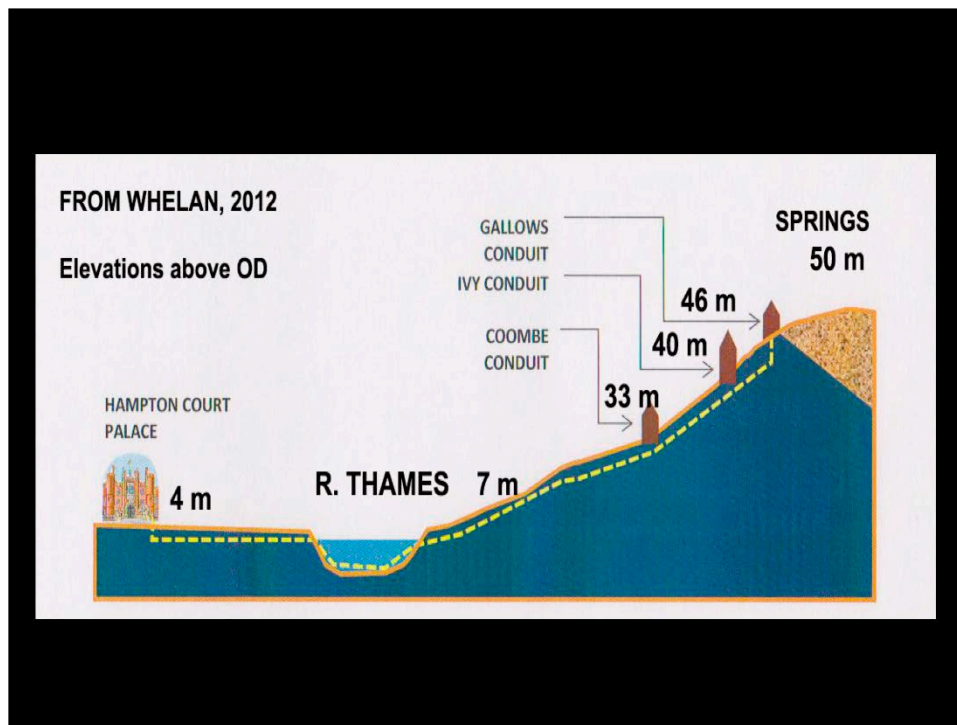 FROM WHELAN, 2012
Elevations above OD
GALLOWS
CONDUIT
IVY CONDUIT
COOMBE
CONDUIT
SPRINGS
50 m
46 m
40 m
33 m
HAMPTON COURT
PALACE
4 m
R. THAMES 7 m